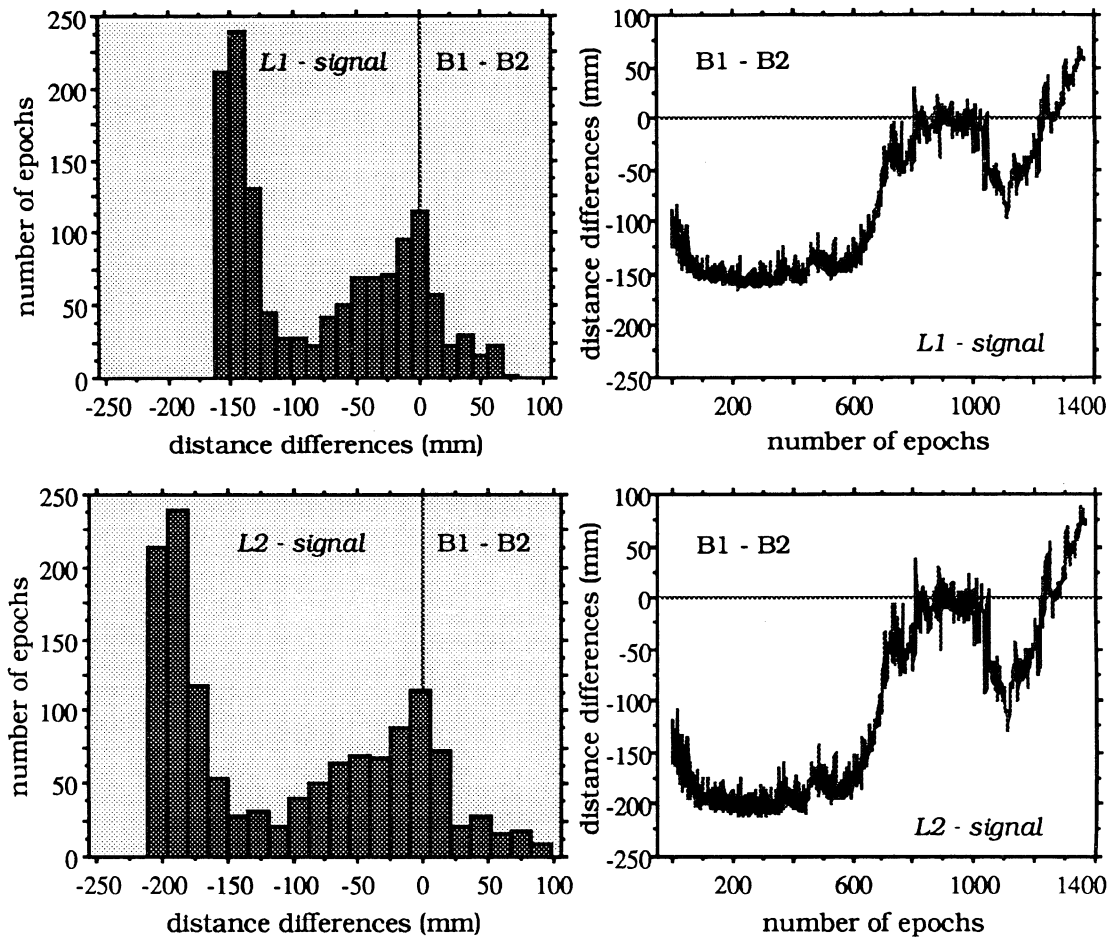 250
200
150
100
50
0
number of epochs
L1 - signal
B1 - B2
-250 -200 -150 -100 -50 0 50 100
distance differences (mm)
100
50
0
-50
-100
-150
-200
-250
distance differences (mm)
B1 - B2
L1 - signal
200 600 1000 1400
number of epochs
250
200
150
100
50
0
number of epochs
L2 - signal
B1 - B2
-250 -200 -150 -100 -50 0 50 100
distance differences (mm)
100
50
0
-50
-100
-150
-200
-250
distance differences (mm)
B1 - B2
L2 - signal
200 600 1000 1400
number of epochs